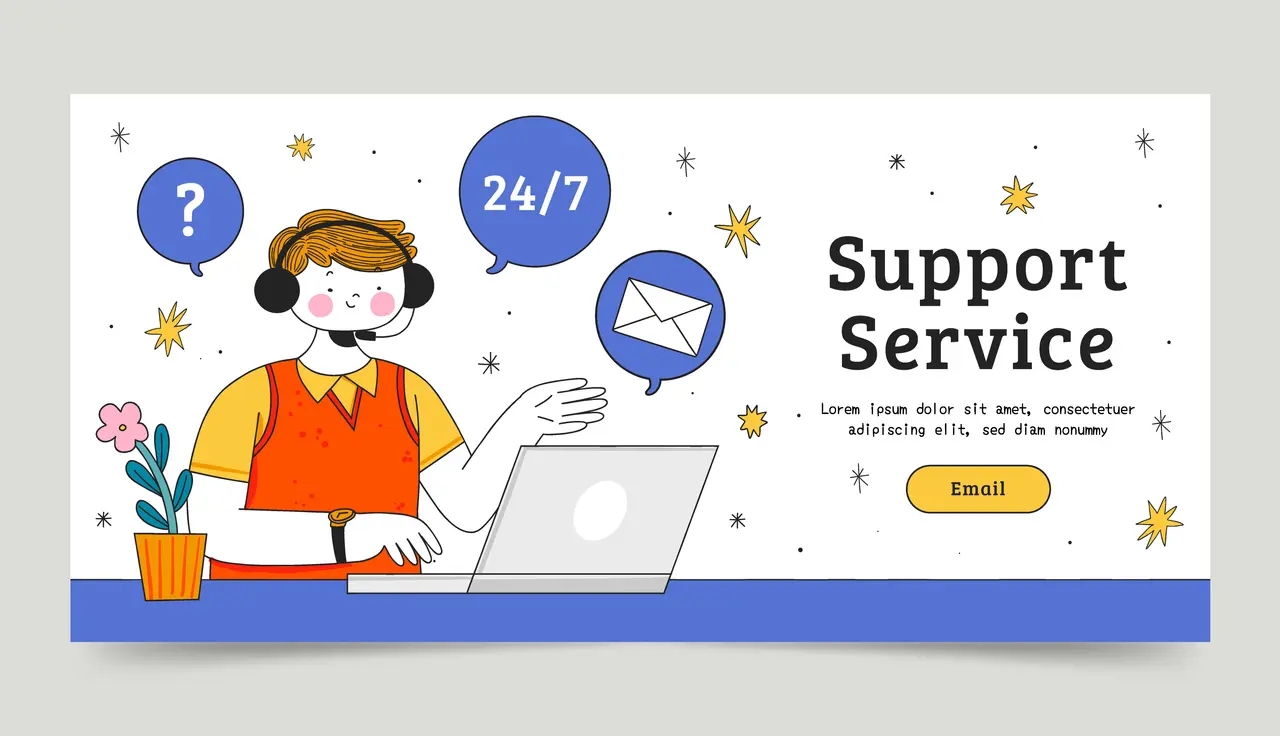 ?
24/7
Support
Service
Lorem ipsum dolor sit amet, consectetuer
adipiscing elit, sed diam nonummy
Email